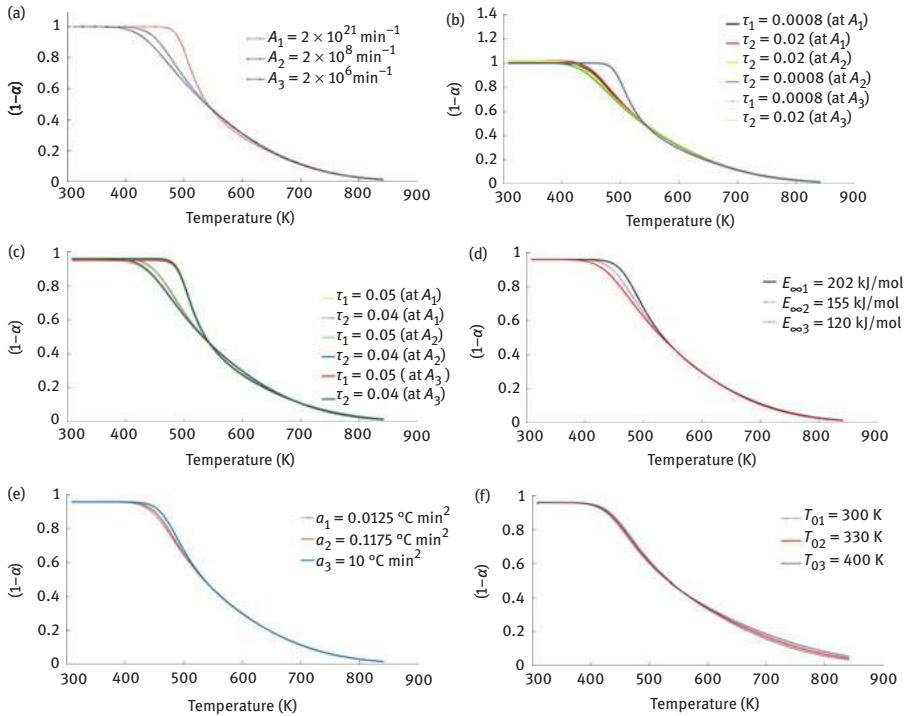 (a)
1
0.8
0.6
0.4
0.2
0
(1–α)
300 400 500 600 700 800 900
Temperature (K)
A₁ = 2 × 10²¹ min⁻¹
A₂ = 2 × 10⁸ min⁻¹
A₃ = 2 × 10⁶ min⁻¹
(b)
1.4
1.2
1
0.8
0.6
0.4
0.2
0
(1–α)
300 400 500 600 700 800 900
Temperature (K)
τ₁ = 0.0008 (at A₁)
τ₂ = 0.02 (at A₁)
τ₂ = 0.02 (at A₂)
τ₂ = 0.0008 (at A₂)
τ₁ = 0.0008 (at A₃)
τ₂ = 0.02 (at A₃)
(c)
1
0.8
0.6
0.4
0.2
0
(1–α)
300 400 500 600 700 800 900
Temperature (K)
τ₁ = 0.05 (at A₁)
τ₂ = 0.04 (at A₁)
τ₁ = 0.05 (at A₂)
τ₂ = 0.04 (at A₂)
τ₁ = 0.05 ( at A₃)
τ₂ = 0.04 (at A₃)
(d)
1
0.8
0.6
0.4
0.2
0
(1–α)
300 400 500 600 700 800 900
Temperature (K)
E∞₁ = 202 kJ/mol
E∞₂ = 155 kJ/mol
E∞₃ = 120 kJ/mol
(e)
1
0.8
0.6
0.4
0.2
0
(1–α)
300 400 500 600 700 800 900
Temperature (K)
a₁ = 0.0125 °C min²
a₂ = 0.1175 °C min²
a₃ = 10 °C min²
(f)
1
0.8
0.6
0.4
0.2
0
(1–α)
300 400 500 600 700 800 900
Temperature (K)
T₀₁ = 300 K
T₀₂ = 330 K
T₀₃ = 400 K